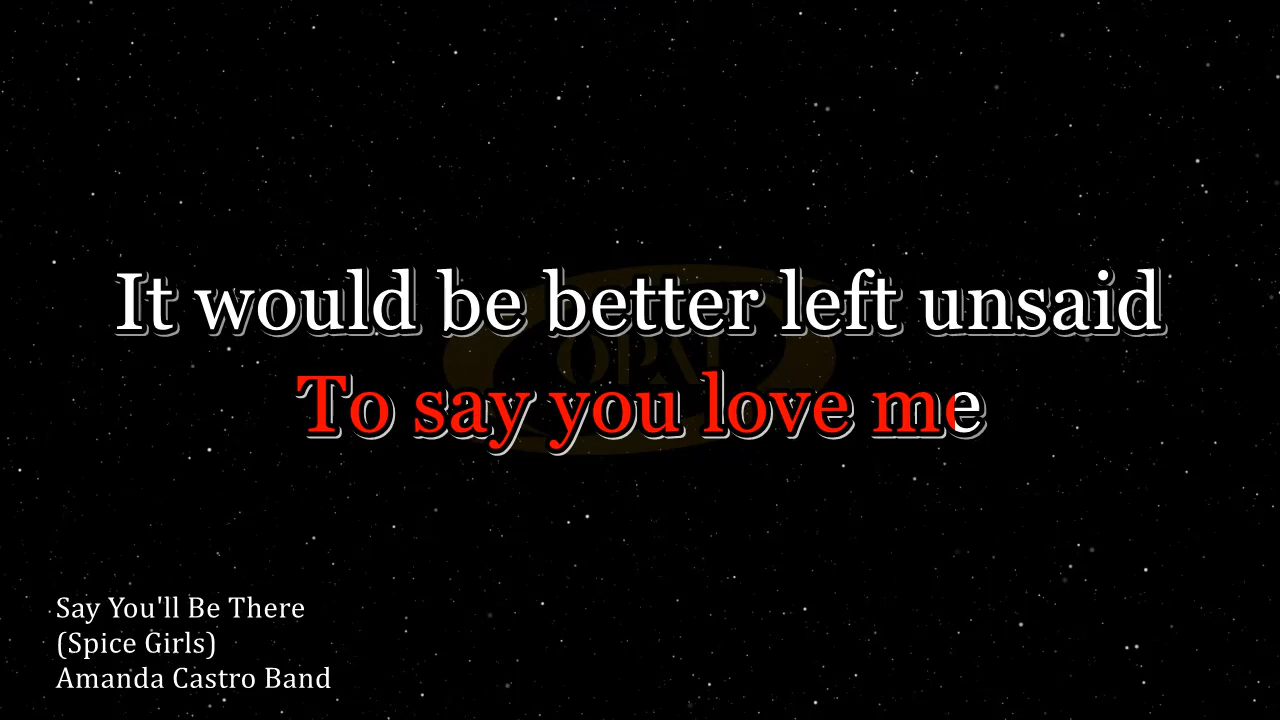 It would be better left unsaid
To say you love me
Say You'll Be There
(Spice Girls)
Amanda Castro Band